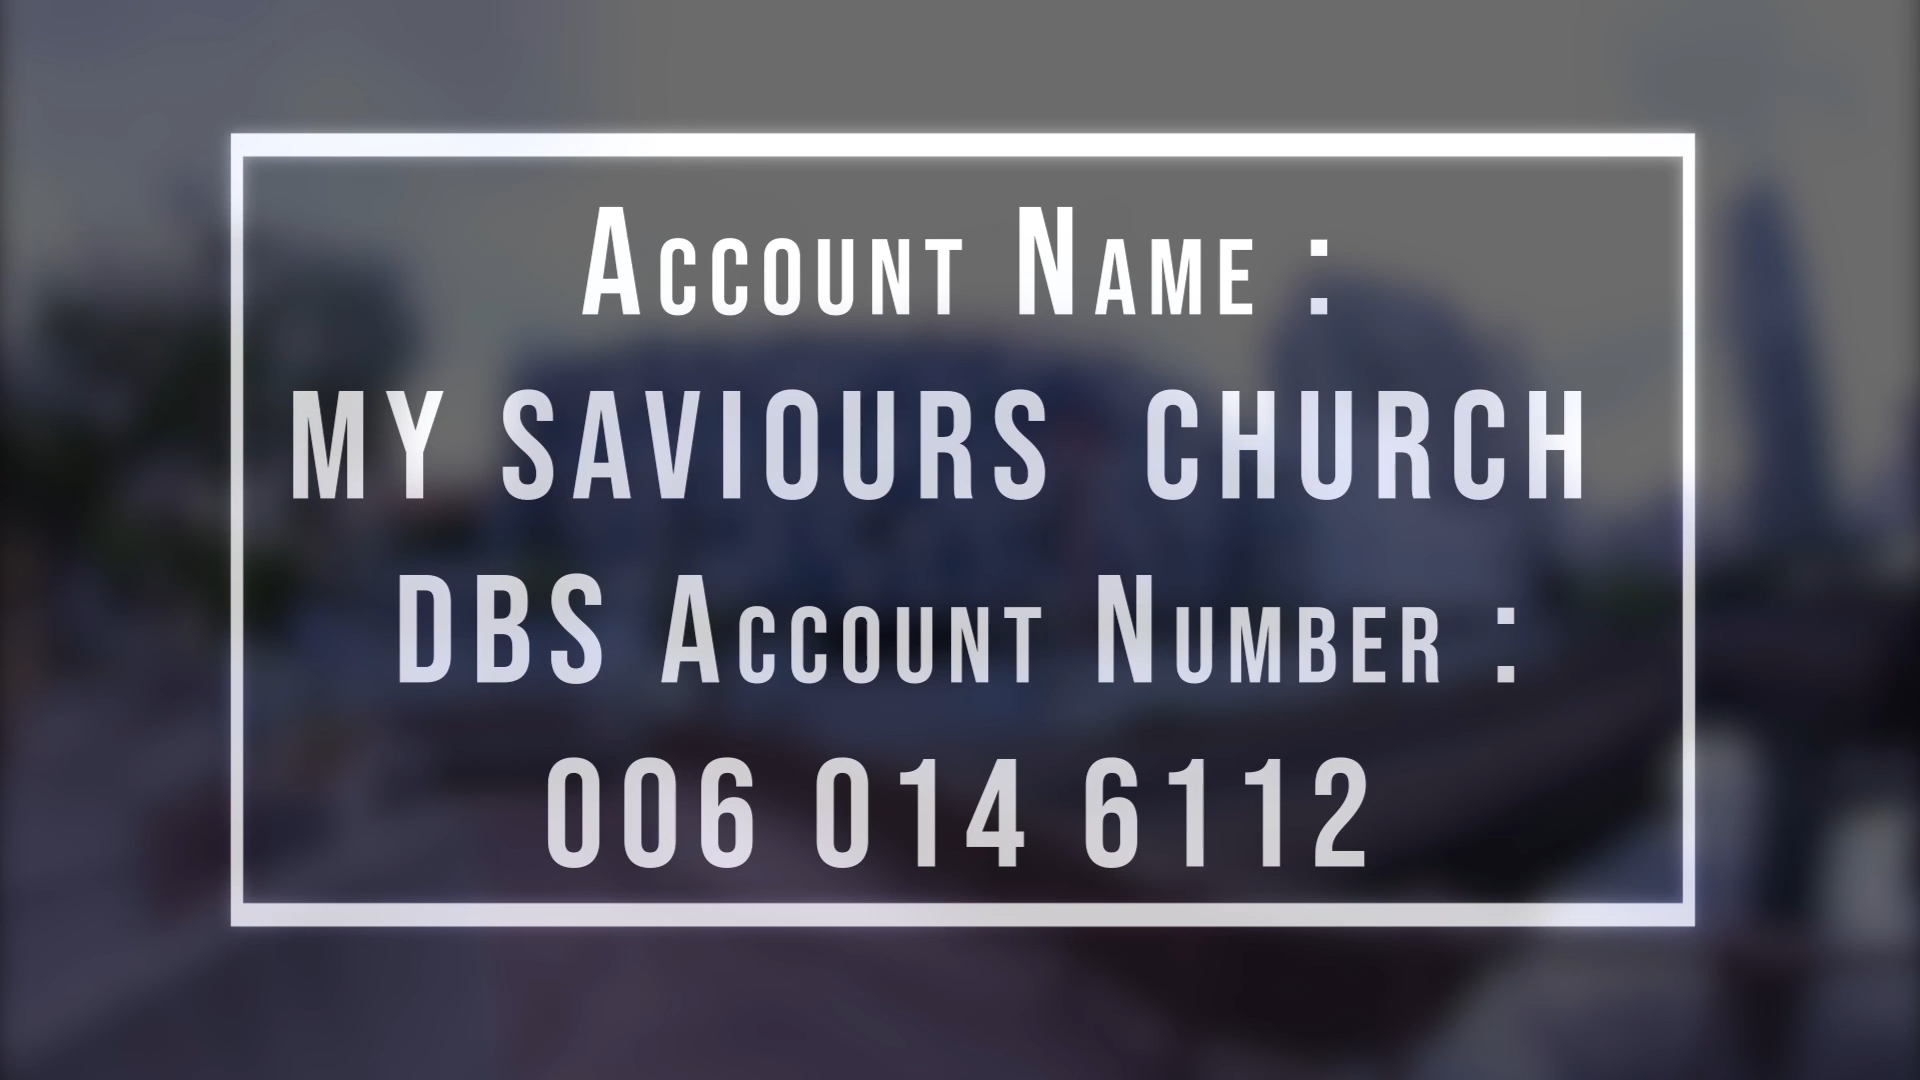 Account Name :
MY SAVIOURS CHURCH
DBS Account Number :
006 014 6112